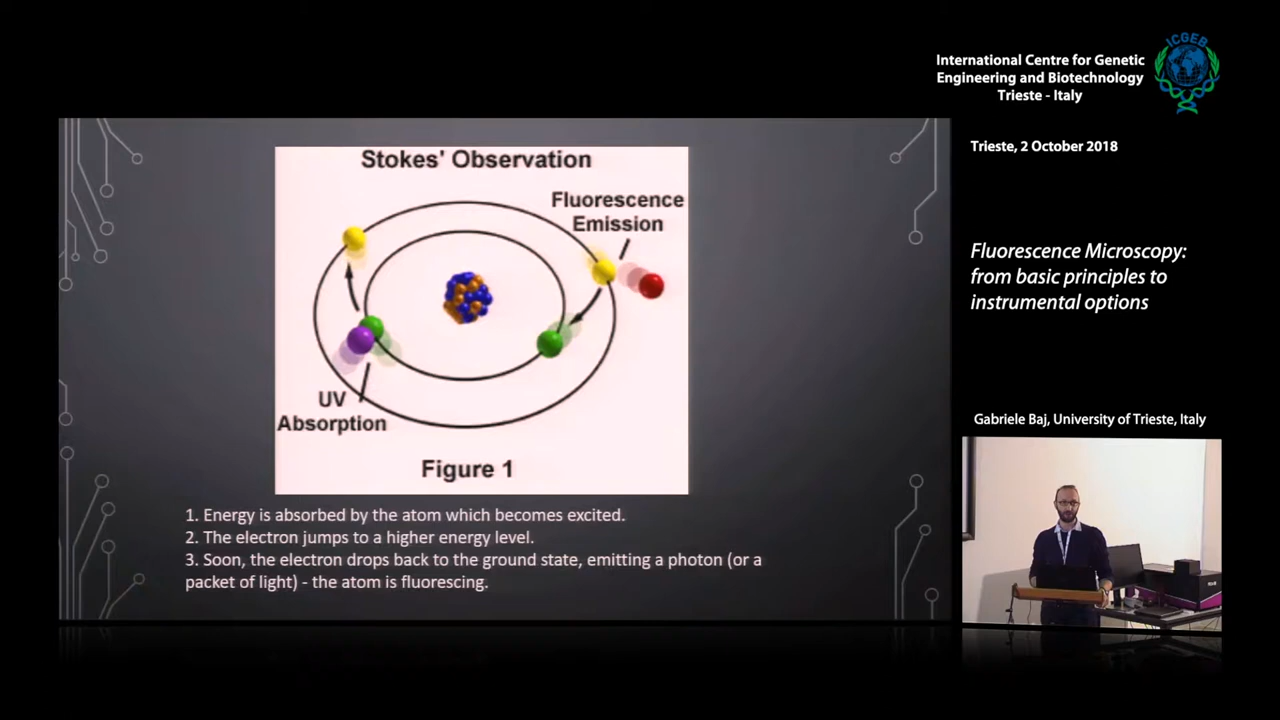 International Centre for Genetic
Engineering and Biotechnology
Trieste - Italy
ICGEB
Trieste, 2 October 2018
Stokes' Observation
Fluorescence
Emission
UV
Absorption
Figure 1
1. Energy is absorbed by the atom which becomes excited.
2. The electron jumps to a higher energy level.
3. Soon, the electron drops back to the ground state, emitting a photon (or a
packet of light) - the atom is fluorescing.
Fluorescence Microscopy:
from basic principles to
instrumental options
Gabriele Baj, University of Trieste, Italy